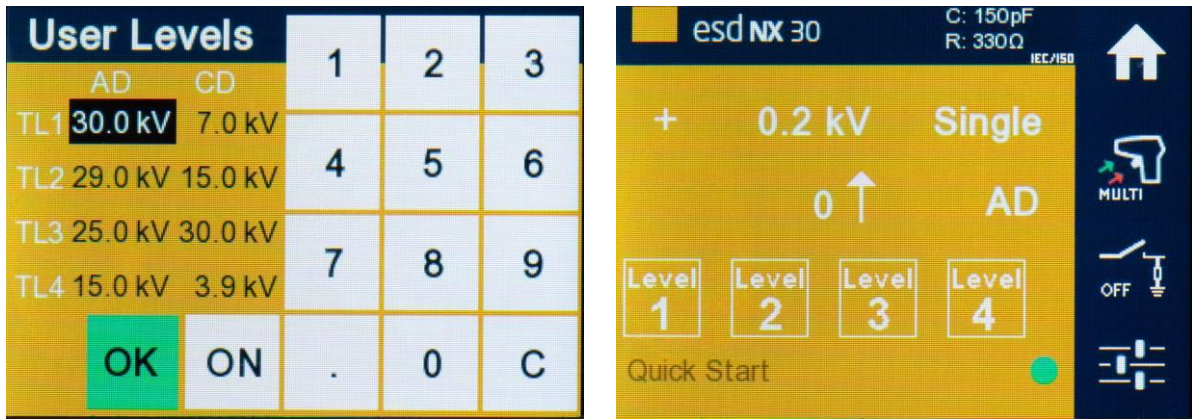 User Levels
AD CD
TL1 30.0 kV 7.0 kV
TL2 29.0 kV 15.0 kV
TL3 25.0 kV 30.0 kV
TL4 15.0 kV 3.9 kV
OK ON
1 2 3
4 5 6
7 8 9
. 0 C
esd NX 30
C: 150pF
R: 330Ω
IEC/ISO
+ 0.2 kV Single
0 AD
Level 1
Level 2
Level 3
Level 4
Quick Start
MULTI
OFF